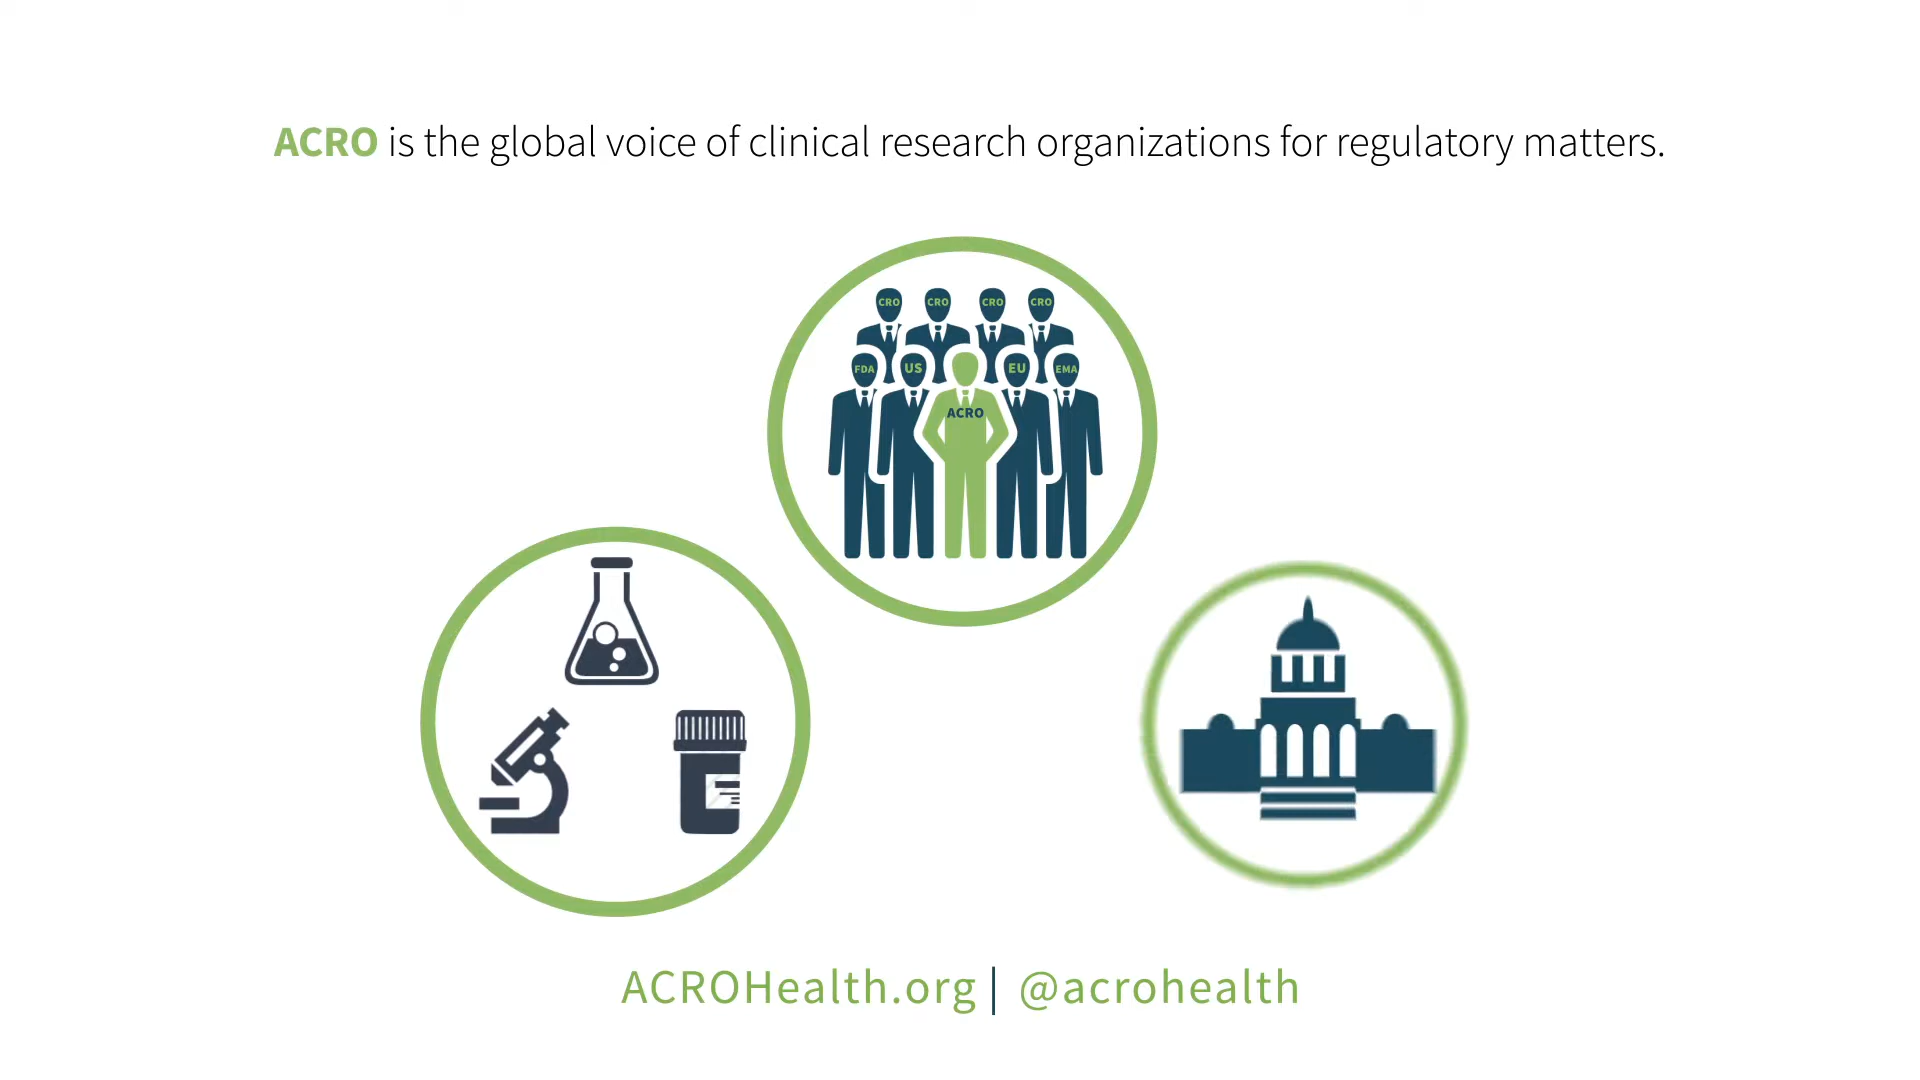 ACRO is the global voice of clinical research organizations for regulatory matters.
CRO CRO CRO CRO
FDA US EU EMA
ACRO
ACROHealth.org | @acrohealth